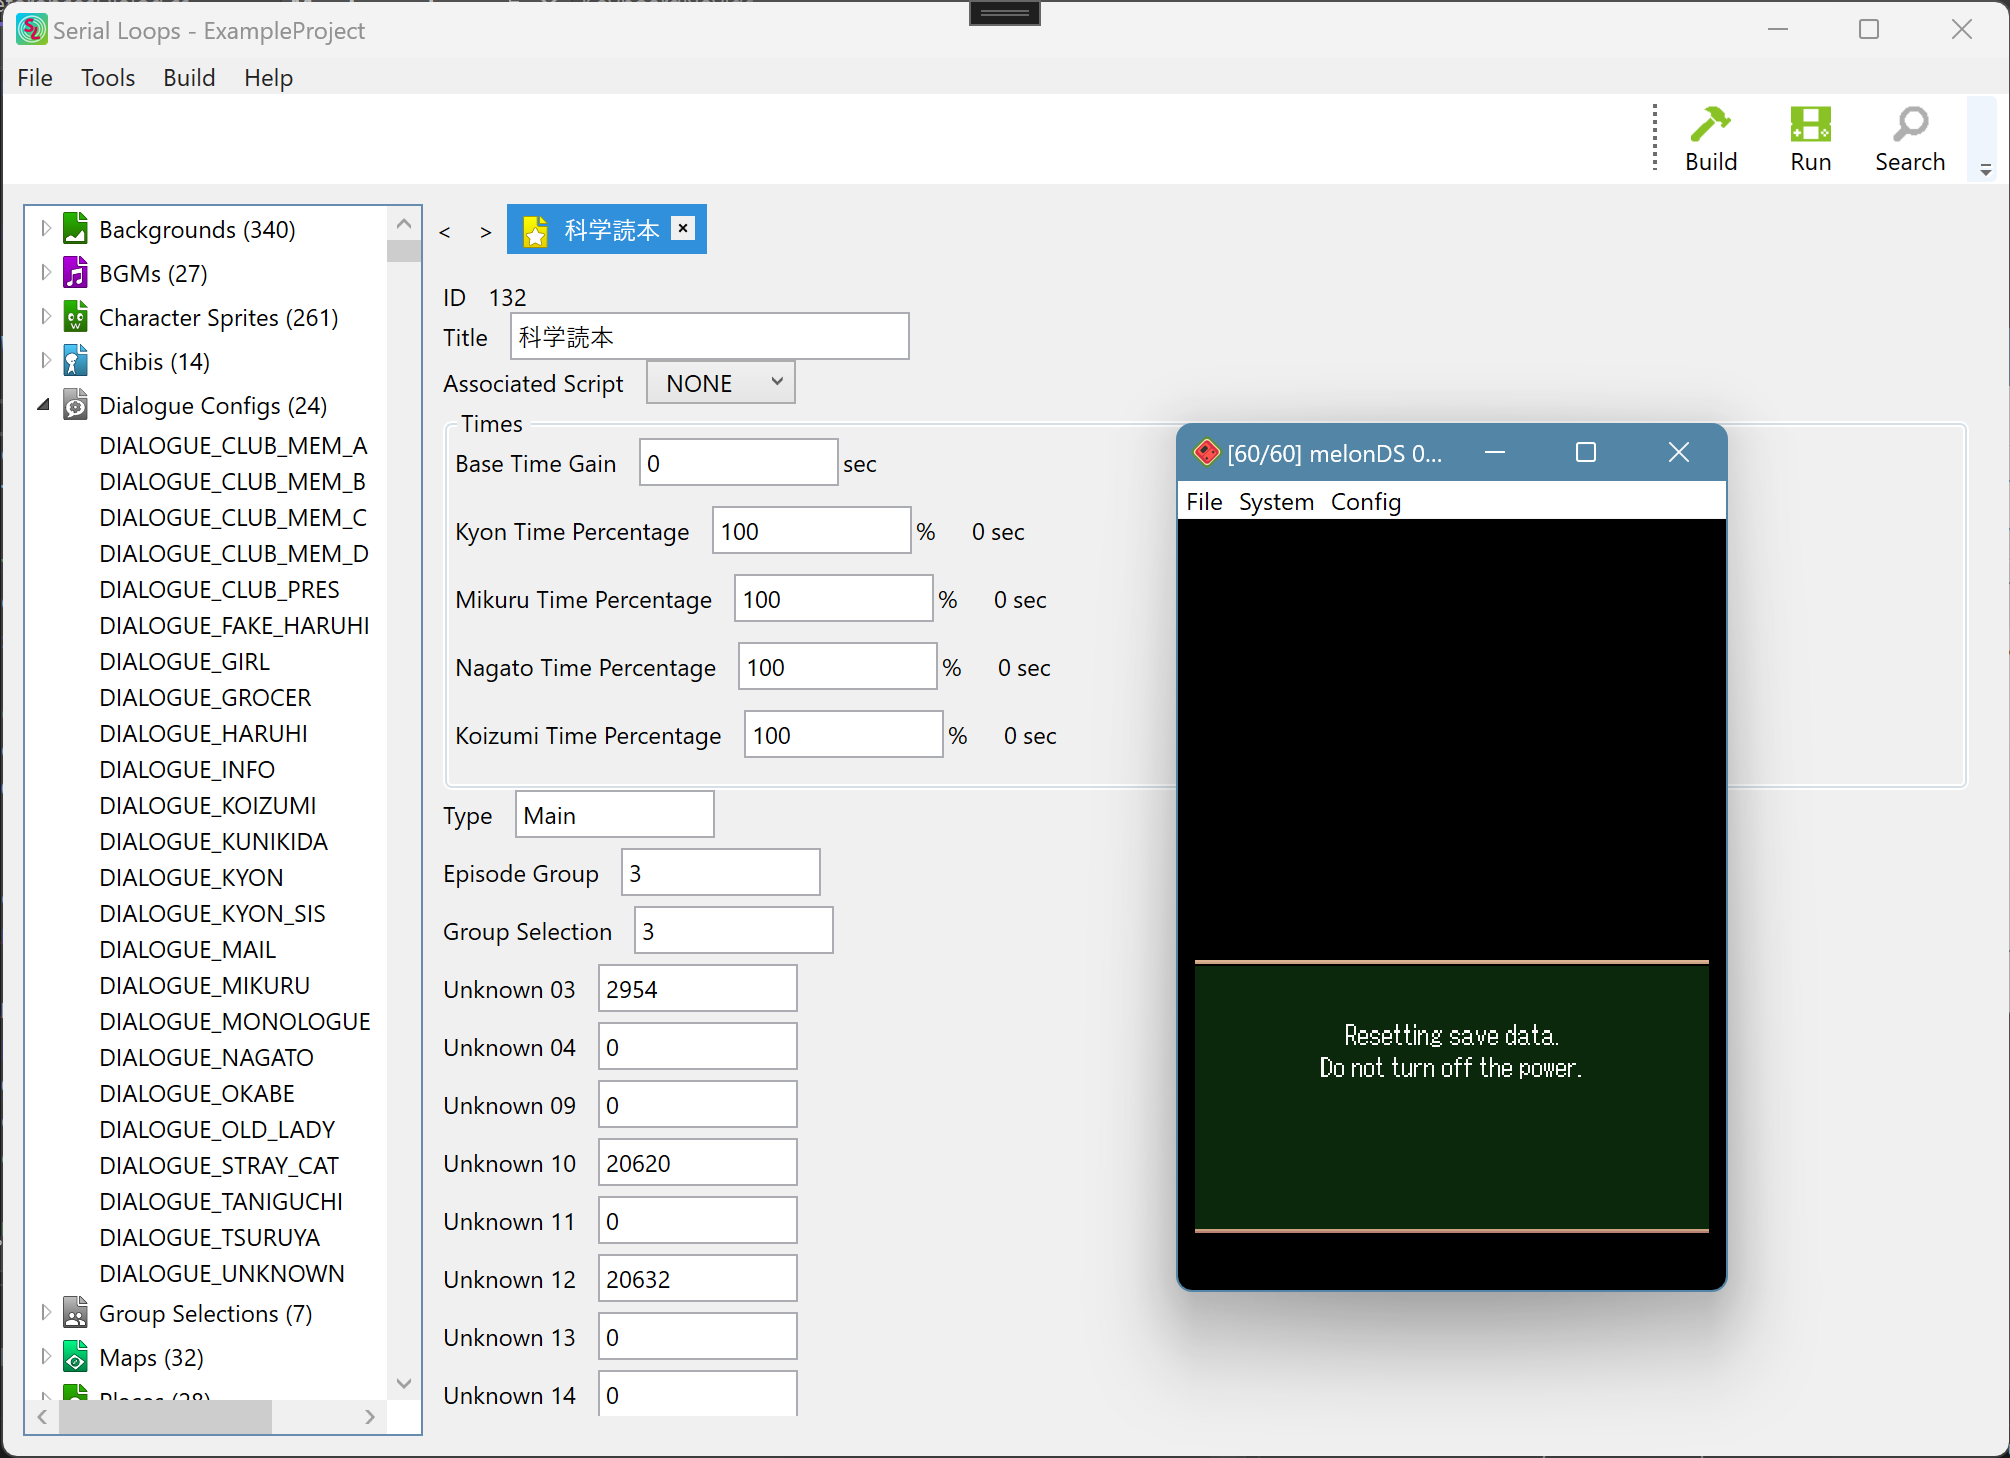 Serial Loops - ExampleProject
File Tools Build Help
Build Run Search
Backgrounds (340)
BGMs (27)
Character Sprites (261)
Chibis (14)
Dialogue Configs (24)
DIALOGUE_CLUB_MEM_A
DIALOGUE_CLUB_MEM_B
DIALOGUE_CLUB_MEM_C
DIALOGUE_CLUB_MEM_D
DIALOGUE_CLUB_PRES
DIALOGUE_FAKE_HARUHI
DIALOGUE_GIRL
DIALOGUE_GROCER
DIALOGUE_HARUHI
DIALOGUE_INFO
DIALOGUE_KOIZUMI
DIALOGUE_KUNIKIDA
DIALOGUE_KYON
DIALOGUE_KYON_SIS
DIALOGUE_MAIL
DIALOGUE_MIKURU
DIALOGUE_MONOLOGUE
DIALOGUE_NAGATO
DIALOGUE_OKABE
DIALOGUE_OLD_LADY
DIALOGUE_STRAY_CAT
DIALOGUE_TANIGUCHI
DIALOGUE_TSURUYA
DIALOGUE_UNKNOWN
Group Selections (7)
Maps (32)
< > 科学読本
ID 132
Title 科学読本
Associated Script NONE
Times
Base Time Gain 0 sec
Kyon Time Percentage 100 % 0 sec
Mikuru Time Percentage 100 % 0 sec
Nagato Time Percentage 100 % 0 sec
Koizumi Time Percentage 100 % 0 sec
Type Main
Episode Group 3
Group Selection 3
Unknown 03 2954
Unknown 04 0
Unknown 09 0
Unknown 10 20620
Unknown 11 0
Unknown 12 20632
Unknown 13 0
Unknown 14 0
[60/60] melonDS 0...
File System Config
Resetting save data.
Do not turn off the power.